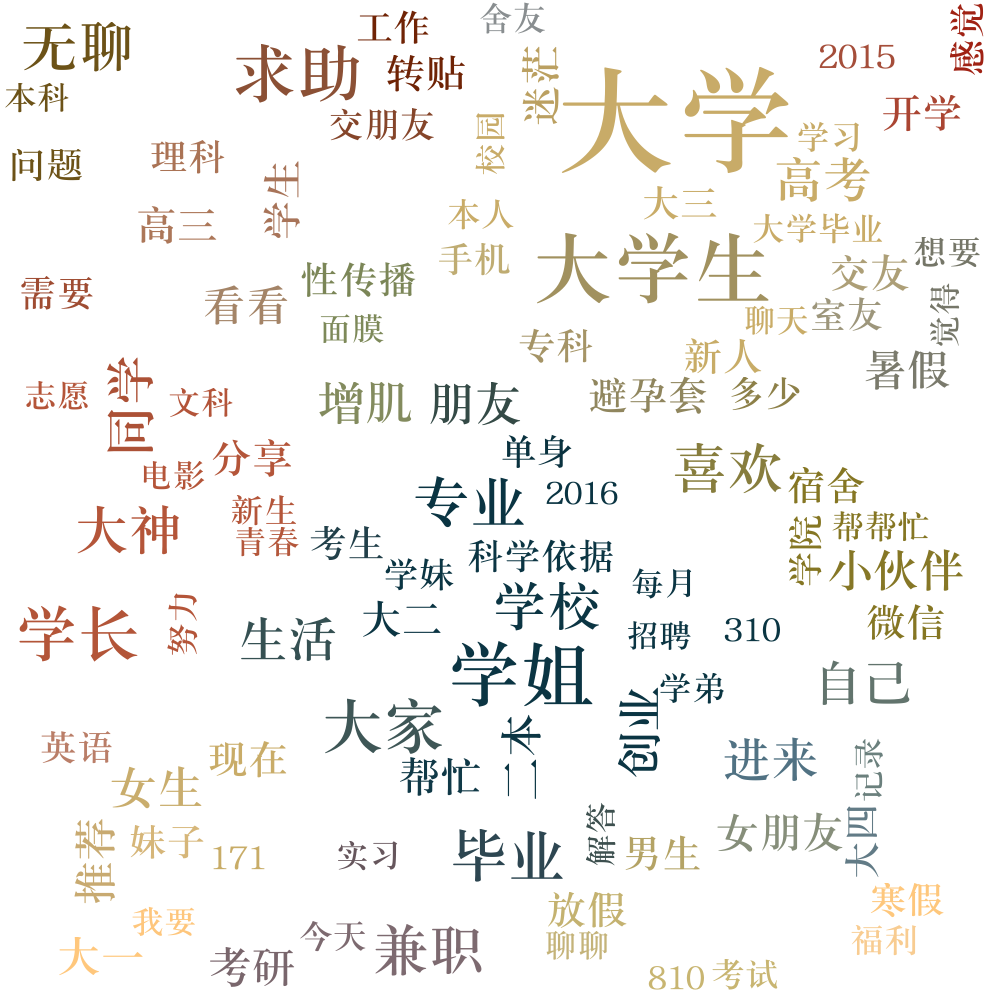 无聊
工作
舍友
感觉
求助
转贴
迷茫
大学
2015
本科
交朋友
校园
开学
学习
问题
理科
学生
高考
高三
本人
大三
大学毕业
手机
大学生
交友
想要
需要
看看
性传播
面膜
聊天
室友
觉得
专科
新人
暑假
同学
志愿
文科
增肌
朋友
避孕套
多少
电影
分享
单身
喜欢
宿舍
大神
新生
青春
专业
2016
考生
科学依据
学院
帮帮忙
学妹
每月
小伙伴
学长
努力
生活
大二
学校
招聘
310
微信
学姐
学弟
自己
大家
二本
创业
帮忙
进来
记录
英语
现在
女生
推荐
妹子
171
实习
毕业
解答
男生
女朋友
大四
我要
放假
寒假
大一
考研
今天
兼职
聊聊
福利
810
考试